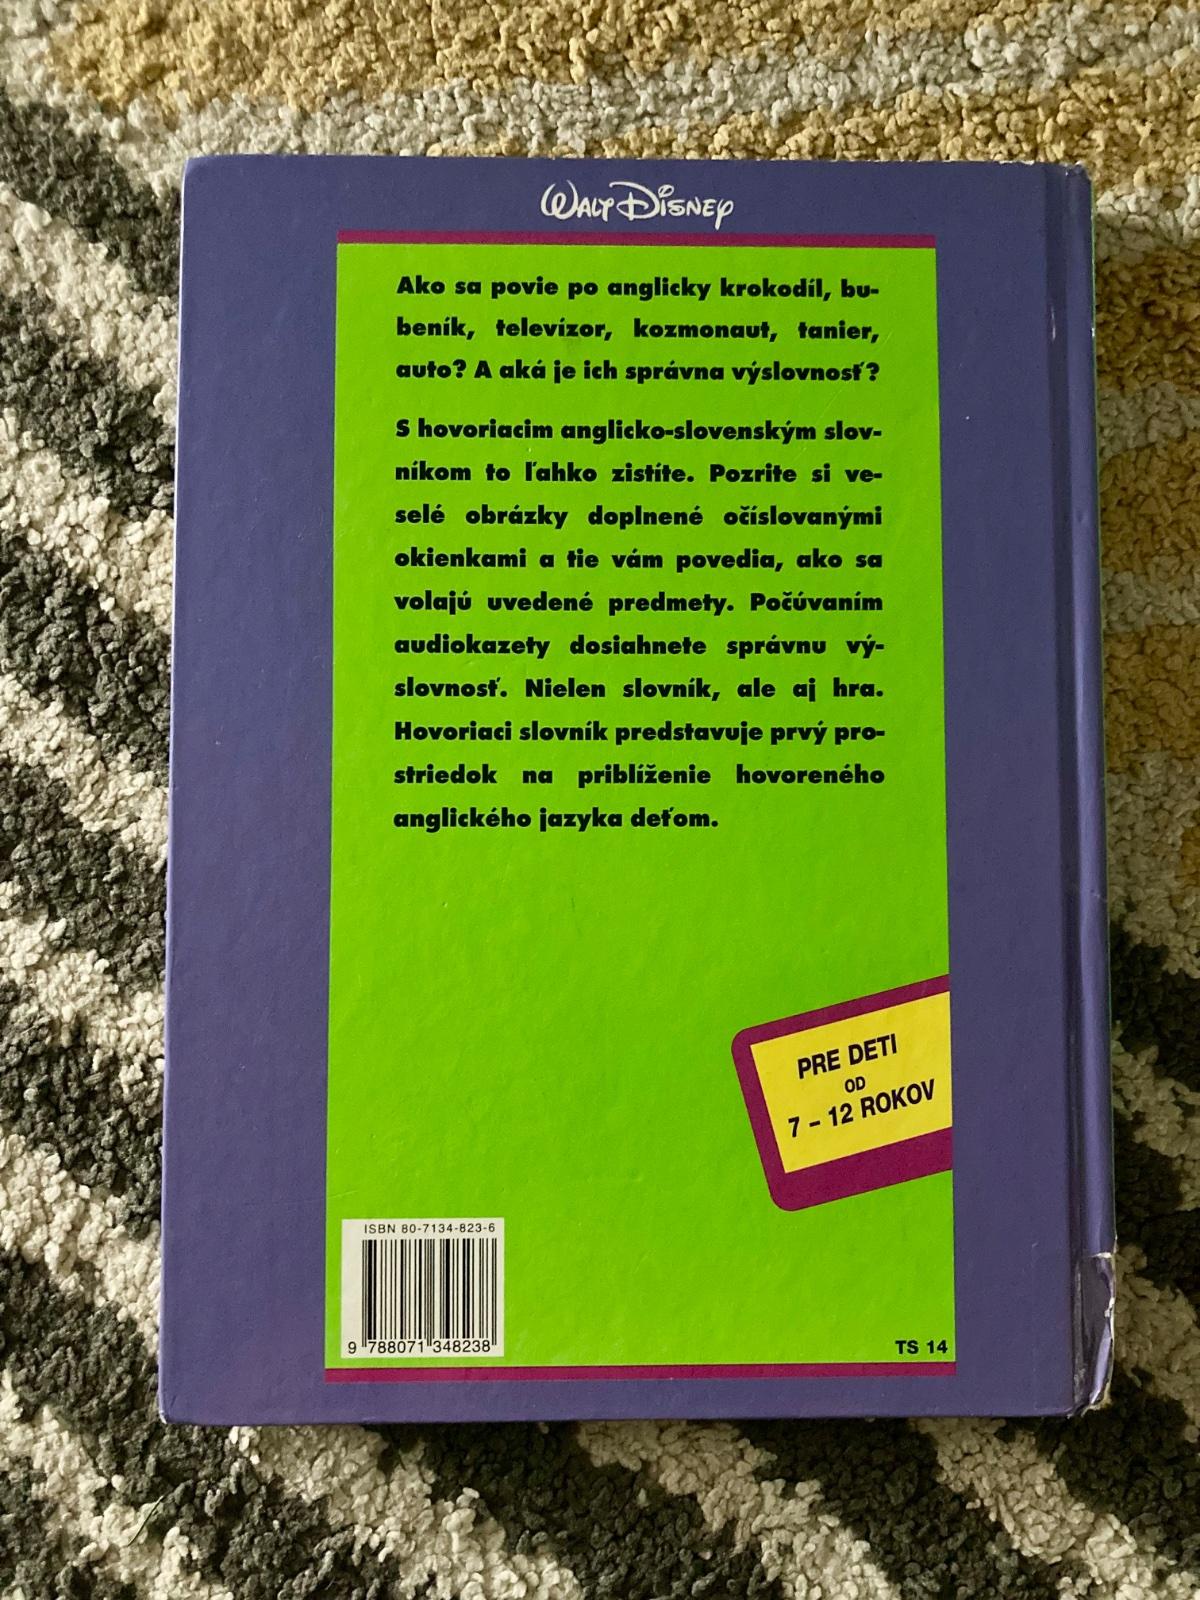 WALT DISNEY
Ako sa povie po anglicky krokodíl, bu-
beník, televízor, kozmonaut, tanier,
auto? A aká je ich správna výslovnosť?
S hovoriacim anglicko-slovenským slov-
níkom to ľahko zistíte. Pozrite si ve-
selé obrázky doplnené očíslovanými
okienkami a tie vám povedia, ako sa
volajú uvedené predmety. Počúvaním
audiokazety dosiahnete správnu vý-
slovnosť. Nielen slovník, ale aj hra.
Hovoriaci slovník predstavuje prvý pro-
striedok na priblíženie hovoreného
anglického jazyka deťom.
PRE DETI
OD
7 – 12 ROKOV
ISBN 80-7134-823-6
9 788071 348238
TS 14